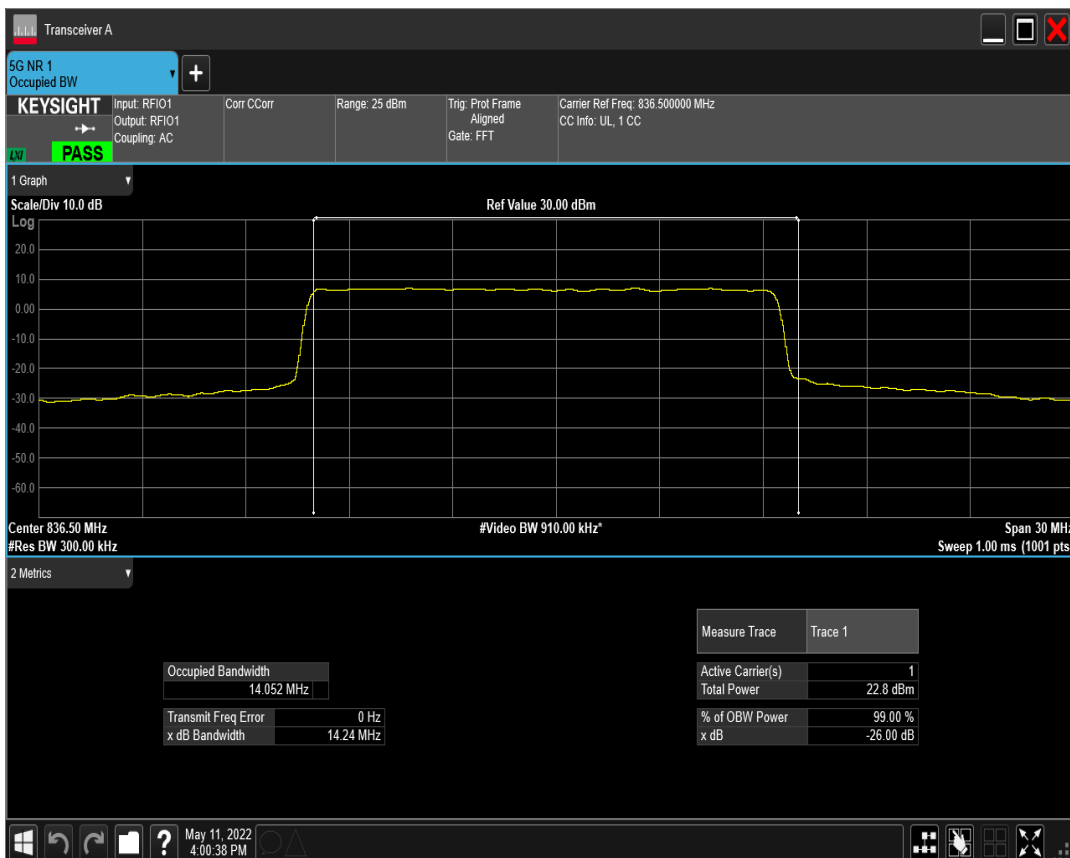 Transceiver A
5G NR 1
Occupied BW
KEYSIGHT
LXI
PASS
Input: RFIO1
Output: RFIO1
Coupling: AC
Corr CCorr
Range: 25 dBm
Trig: Prot Frame
Aligned
Gate: FFT
Carrier Ref Freq: 836.500000 MHz
CC Info: UL, 1 CC
1 Graph
Scale/Div 10.0 dB
Ref Value 30.00 dBm
Log
20.0
10.0
0.00
-10.0
-20.0
-30.0
-40.0
-50.0
-60.0
Center 836.50 MHz
#Video BW 910.00 kHz*
Span 30 MHz
#Res BW 300.00 kHz
Sweep 1.00 ms (1001 pts
2 Metrics
Measure Trace Trace 1
Occupied Bandwidth
14.052 MHz
Active Carrier(s) 1
Total Power 22.8 dBm
Transmit Freq Error 0 Hz
x dB Bandwidth 14.24 MHz
% of OBW Power 99.00 %
x dB -26.00 dB
?
May 11, 2022
4:00:38 PM